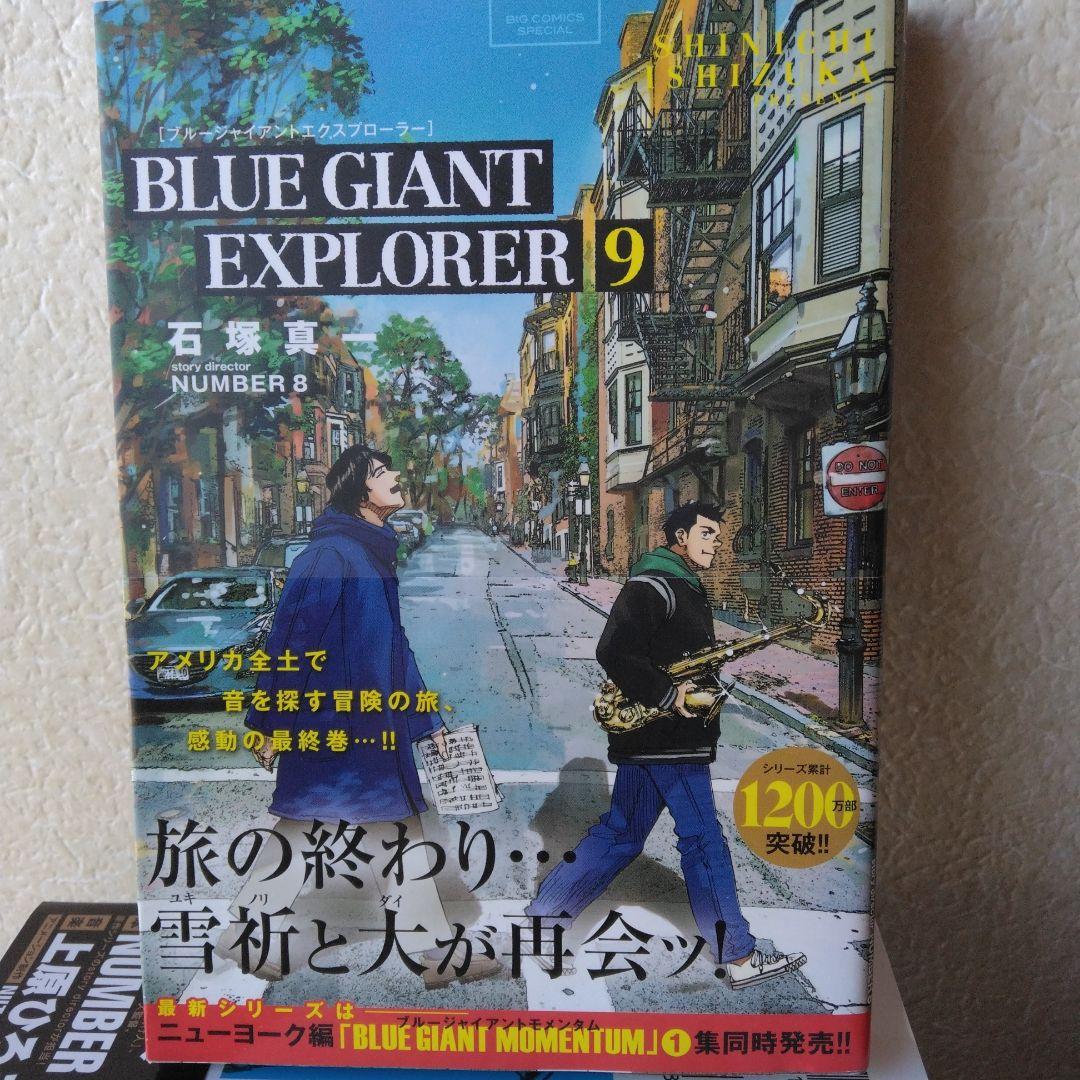 BIG COMICS
SPECIAL
SHINICHI
ISHIZUKA
PRESENTS
[ブルージャイアントエクスプローラー]
BLUE GIANT
EXPLORER 9
石塚真一
story director
NUMBER 8
DO NOT
ENTER
アメリカ全土で
音を探す冒険の旅、
感動の最終巻…!!
シリーズ累計
1200万部
突破!!
旅の終わり…
ユキノリ ダイ
雪祈と大が再会ッ!
最新シリーズは
ブルージャイアントモメンタム
ニューヨーク編「BLUE GIANT MOMENTUM」1集同時発売!!
NUMBER
上原ひろ